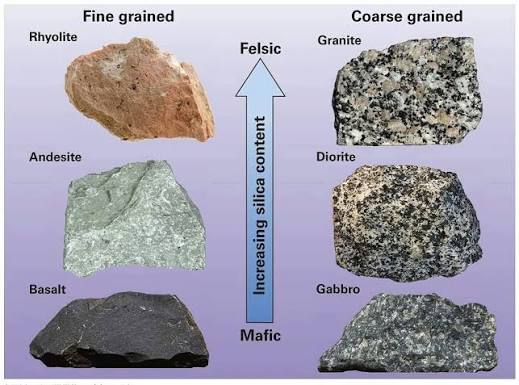 Fine grained
Coarse grained
Rhyolite
Felsic
Granite
Andesite
Increasing silica content
Diorite
Basalt
Mafic
Gabbro